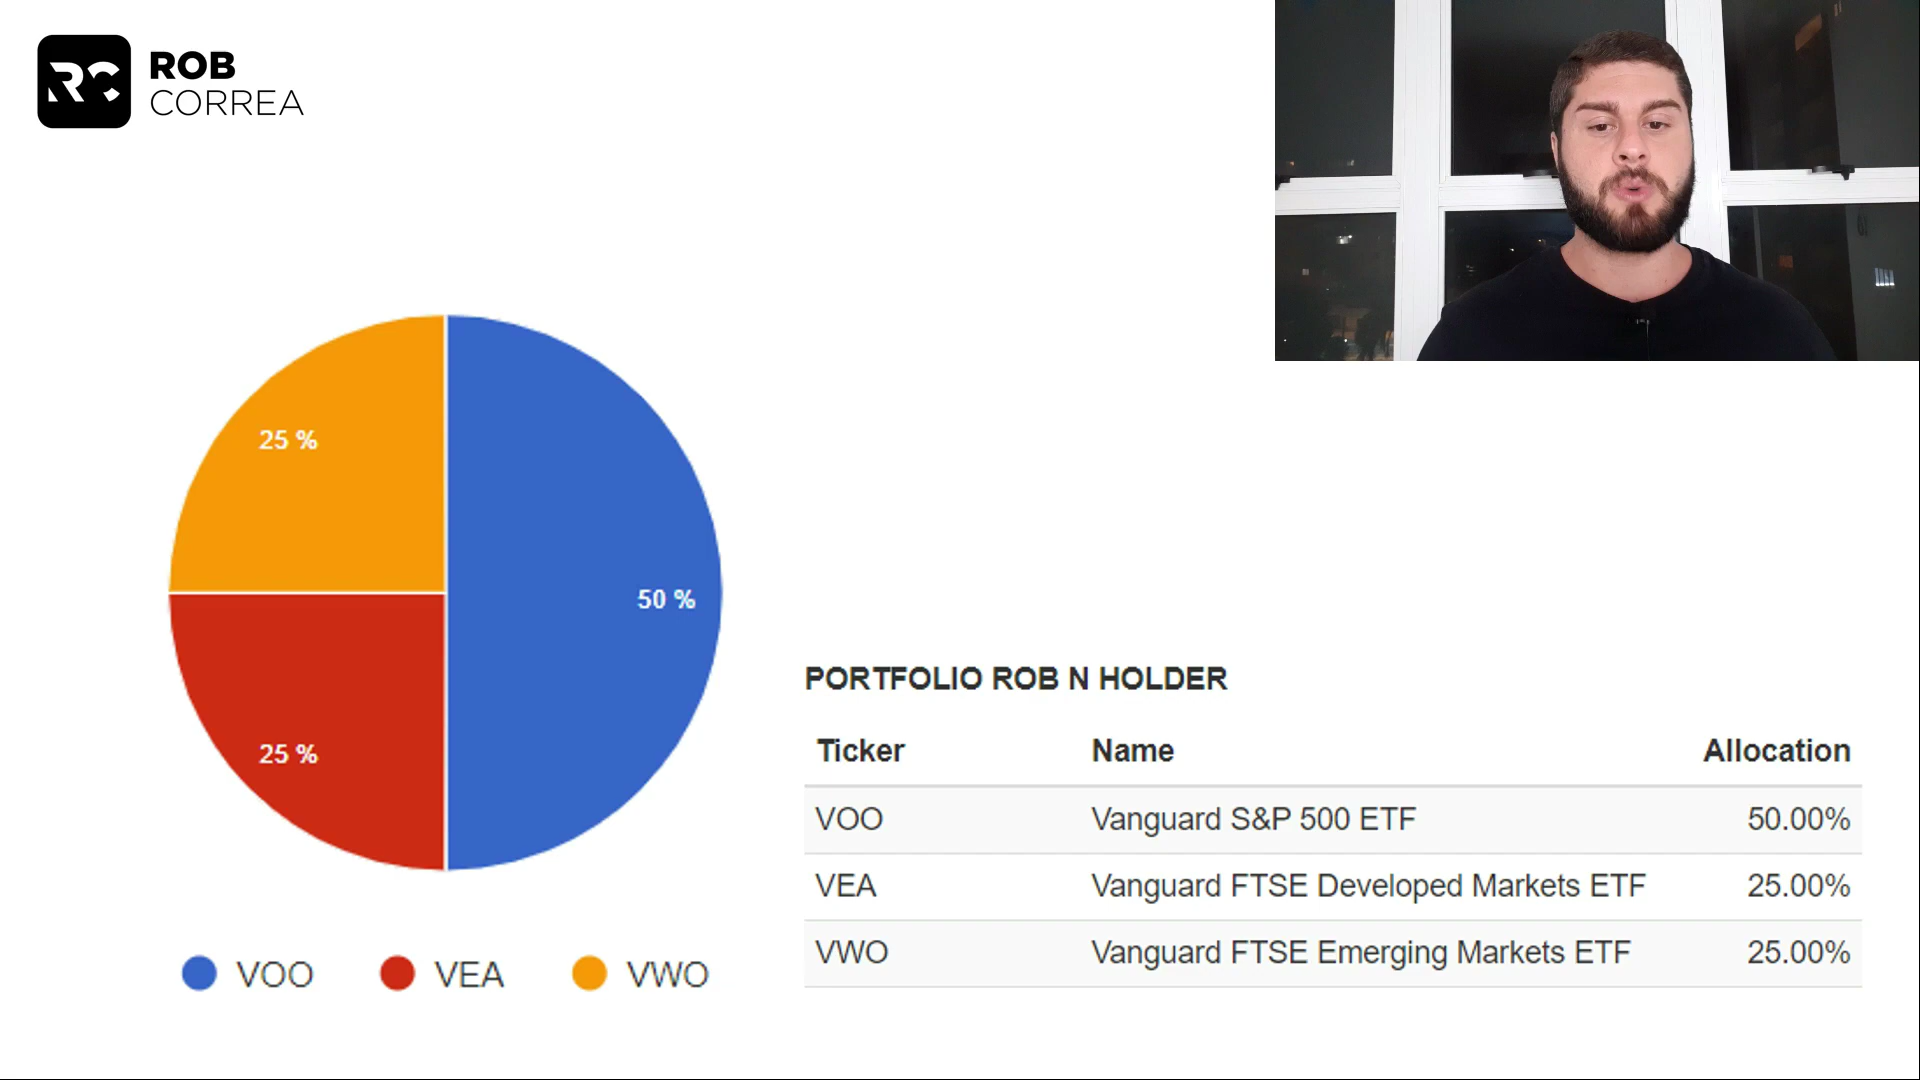 RC
ROB
CORREA
25 %
50 %
25 %
VOO VEA VWO
PORTFOLIO ROB N HOLDER
Ticker Name Allocation
VOO Vanguard S&P 500 ETF 50.00%
VEA Vanguard FTSE Developed Markets ETF 25.00%
VWO Vanguard FTSE Emerging Markets ETF 25.00%